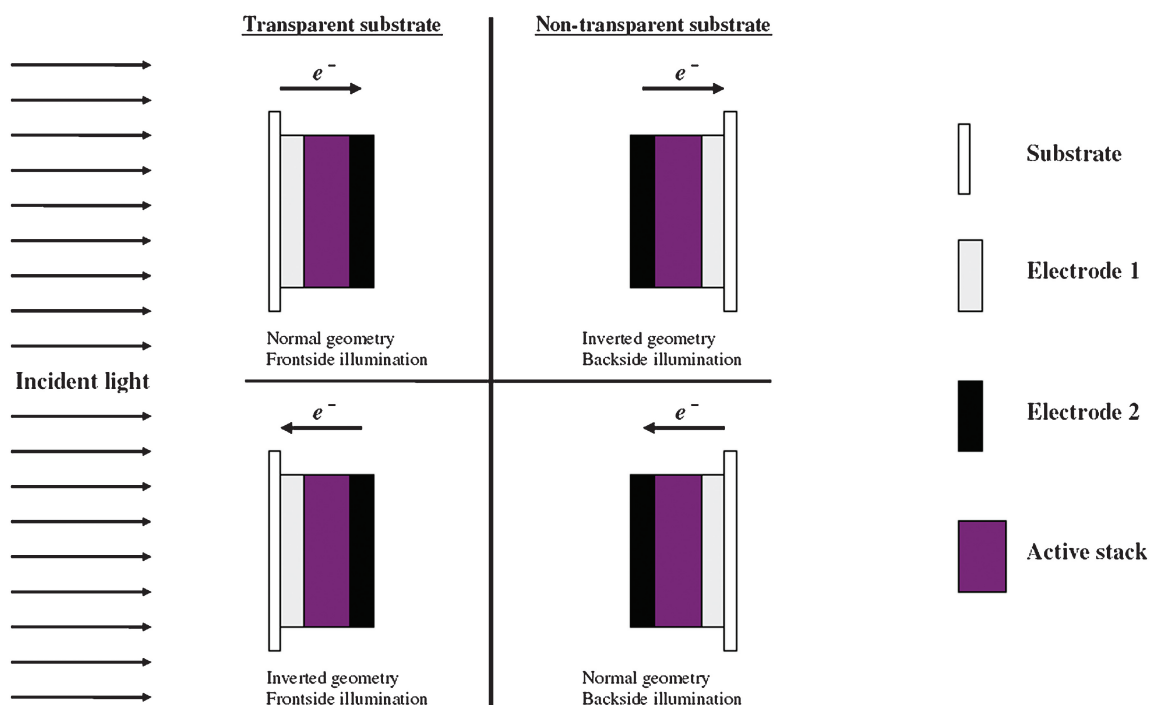 Transparent substrate
Non-transparent substrate
e⁻
e⁻
Normal geometry
Frontside illumination
Inverted geometry
Backside illumination
Incident light
e⁻
e⁻
Inverted geometry
Frontside illumination
Normal geometry
Backside illumination
Substrate
Electrode 1
Electrode 2
Active stack